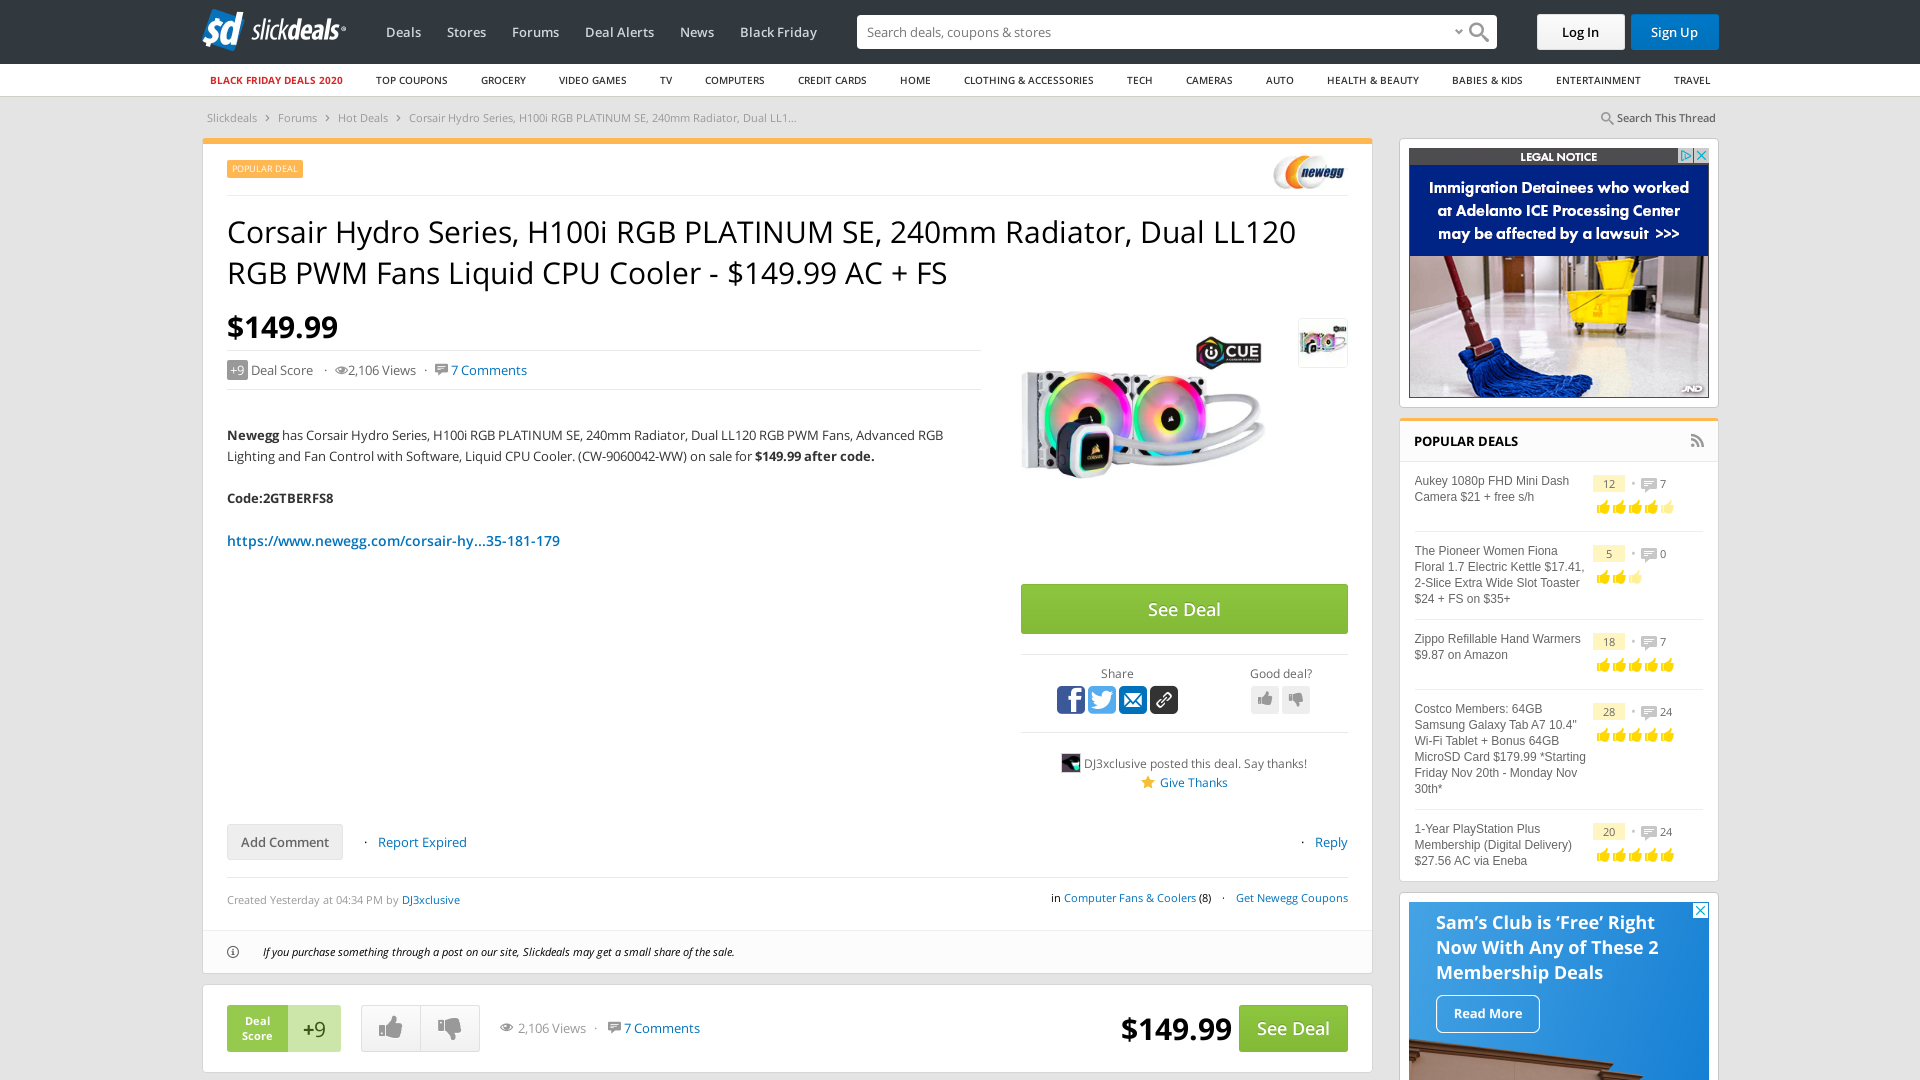 sd slickdeals
Deals Stores Forums Deal Alerts News Black Friday
Search deals, coupons & stores
Log In
Sign Up
BLACK FRIDAY DEALS 2020 TOP COUPONS GROCERY VIDEO GAMES TV COMPUTERS CREDIT CARDS HOME CLOTHING & ACCESSORIES TECH CAMERAS AUTO HEALTH & BEAUTY BABIES & KIDS ENTERTAINMENT TRAVEL
Slickdeals › Forums › Hot Deals › Corsair Hydro Series, H100i RGB PLATINUM SE, 240mm Radiator, Dual LL1...
Search This Thread
POPULAR DEAL
newegg
Corsair Hydro Series, H100i RGB PLATINUM SE, 240mm Radiator, Dual LL120
RGB PWM Fans Liquid CPU Cooler - $149.99 AC + FS
$149.99
+9 Deal Score · 2,106 Views · 7 Comments
Newegg has Corsair Hydro Series, H100i RGB PLATINUM SE, 240mm Radiator, Dual LL120 RGB PWM Fans, Advanced RGB
Lighting and Fan Control with Software, Liquid CPU Cooler. (CW-9060042-WW) on sale for $149.99 after code.
Code:2GTBERFS8
https://www.newegg.com/corsair-hy...35-181-179
CUE
CORSAIR
See Deal
Share
Good deal?
DJ3xclusive posted this deal. Say thanks!
Give Thanks
Add Comment · Report Expired
· Reply
Created Yesterday at 04:34 PM by DJ3xclusive
in Computer Fans & Coolers (8) · Get Newegg Coupons
If you purchase something through a post on our site, Slickdeals may get a small share of the sale.
Deal
Score
+9
2,106 Views · 7 Comments
$149.99
See Deal
LEGAL NOTICE
Immigration Detainees who worked
at Adelanto ICE Processing Center
may be affected by a lawsuit >>>
JND
POPULAR DEALS
Aukey 1080p FHD Mini Dash
Camera $21 + free s/h
12 • 7
The Pioneer Women Fiona
Floral 1.7 Electric Kettle $17.41,
2-Slice Extra Wide Slot Toaster
$24 + FS on $35+
5 • 0
Zippo Refillable Hand Warmers
$9.87 on Amazon
18 • 7
Costco Members: 64GB
Samsung Galaxy Tab A7 10.4"
Wi-Fi Tablet + Bonus 64GB
MicroSD Card $179.99 *Starting
Friday Nov 20th - Monday Nov
30th*
28 • 24
1-Year PlayStation Plus
Membership (Digital Delivery)
$27.56 AC via Eneba
20 • 24
Sam's Club is 'Free' Right
Now With Any of These 2
Membership Deals
Read More